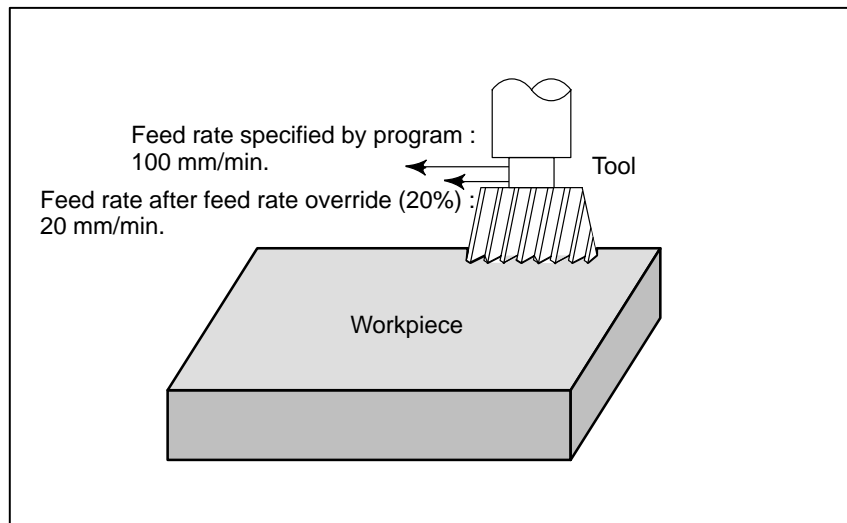 Feed rate specified by program :
100 mm/min.
Tool
Feed rate after feed rate override (20%) :
20 mm/min.
Workpiece